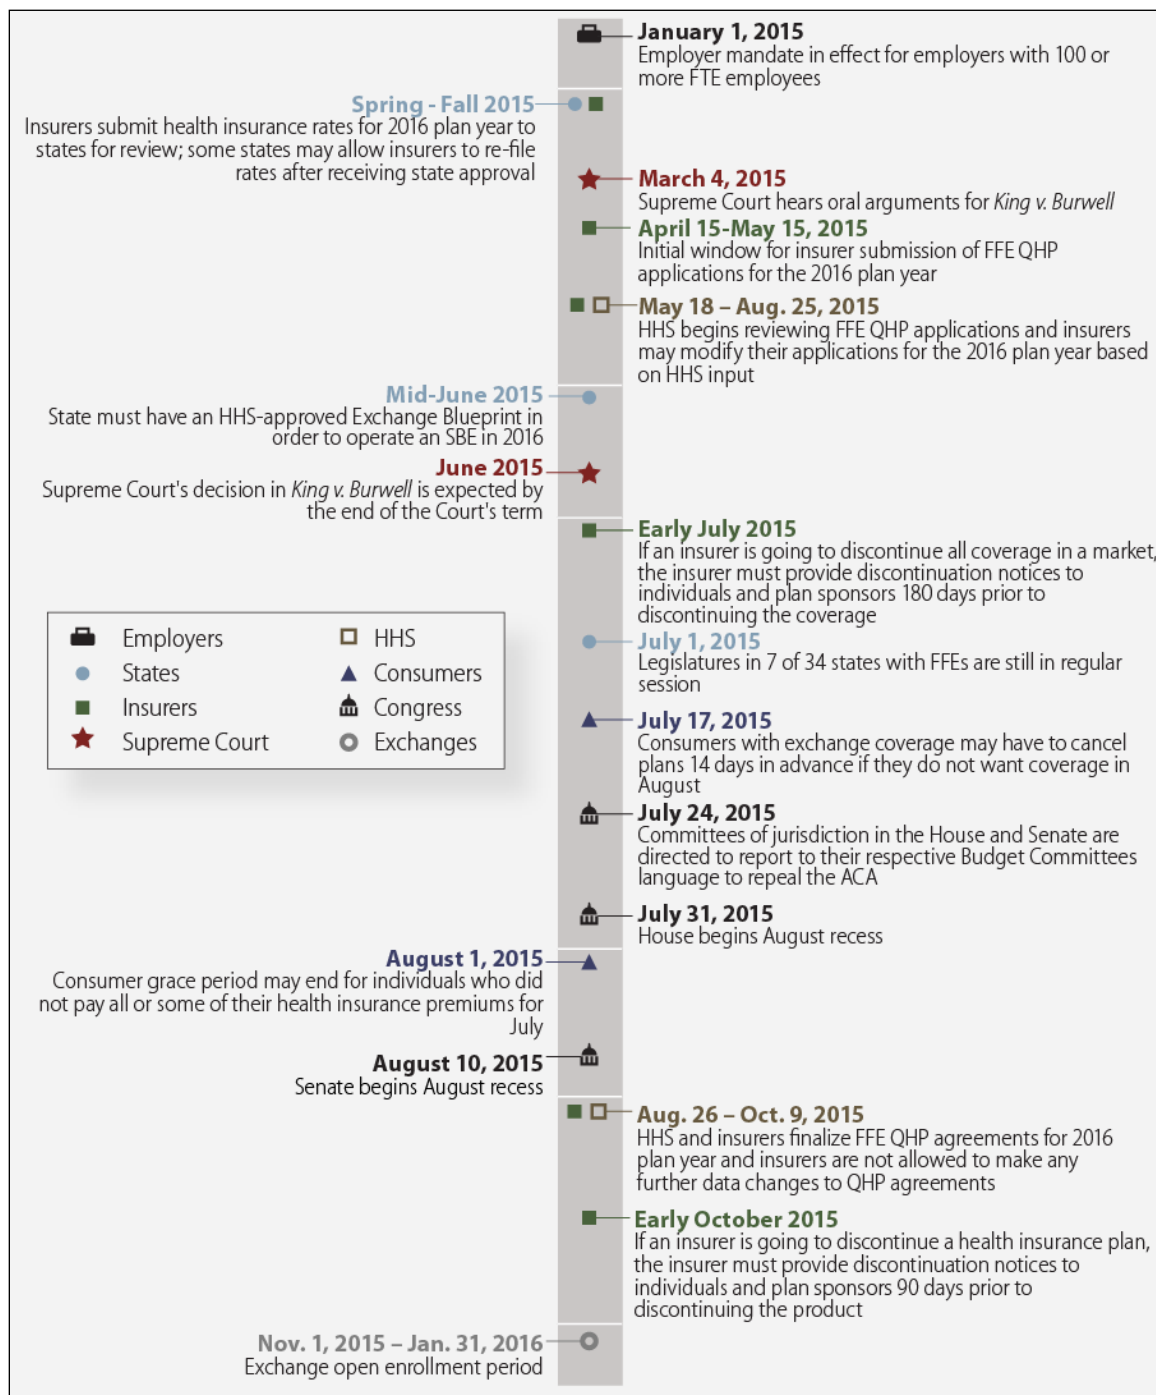 January 1, 2015
Employer mandate in effect for employers with 100 or
more FTE employees
Spring - Fall 2015
Insurers submit health insurance rates for 2016 plan year to
states for review; some states may allow insurers to re-file
rates after receiving state approval
March 4, 2015
Supreme Court hears oral arguments for King v. Burwell
April 15-May 15, 2015
Initial window for insurer submission of FFE QHP
applications for the 2016 plan year
May 18 – Aug. 25, 2015
HHS begins reviewing FFE QHP applications and insurers
may modify their applications for the 2016 plan year based
on HHS input
Mid-June 2015
State must have an HHS-approved Exchange Blueprint in
order to operate an SBE in 2016
June 2015
Supreme Court's decision in King v. Burwell is expected by
the end of the Court's term
Early July 2015
If an insurer is going to discontinue all coverage in a market,
the insurer must provide discontinuation notices to
individuals and plan sponsors 180 days prior to
discontinuing the coverage
Employers
HHS
States
Consumers
Insurers
Congress
Supreme Court
Exchanges
July 1, 2015
Legislatures in 7 of 34 states with FFEs are still in regular
session
July 17, 2015
Consumers with exchange coverage may have to cancel
plans 14 days in advance if they do not want coverage in
August
July 24, 2015
Committees of jurisdiction in the House and Senate are
directed to report to their respective Budget Committees
language to repeal the ACA
July 31, 2015
House begins August recess
August 1, 2015
Consumer grace period may end for individuals who did
not pay all or some of their health insurance premiums for
July
August 10, 2015
Senate begins August recess
Aug. 26 – Oct. 9, 2015
HHS and insurers finalize FFE QHP agreements for 2016
plan year and insurers are not allowed to make any
further data changes to QHP agreements
Early October 2015
If an insurer is going to discontinue a health insurance plan,
the insurer must provide discontinuation notices to
individuals and plan sponsors 90 days prior to
discontinuing the product
Nov. 1, 2015 – Jan. 31, 2016
Exchange open enrollment period